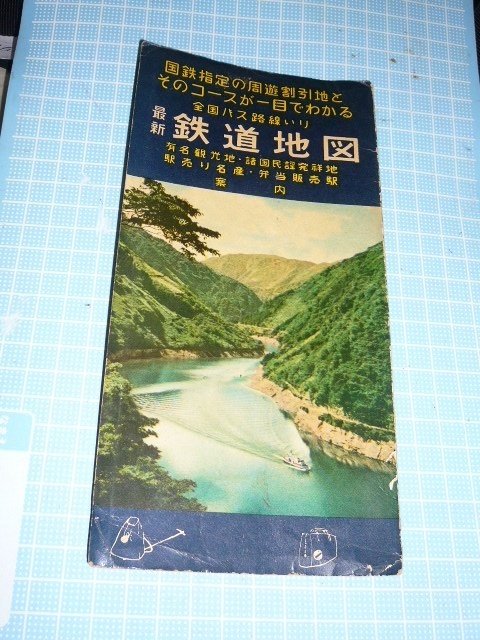 国鉄指定の周遊割引地と
そのコースが一目でわかる
全国バス路線いり
最新 鉄道地図
有名観光地・諸国民謡発祥地
駅売り名産・弁当販売駅
案内